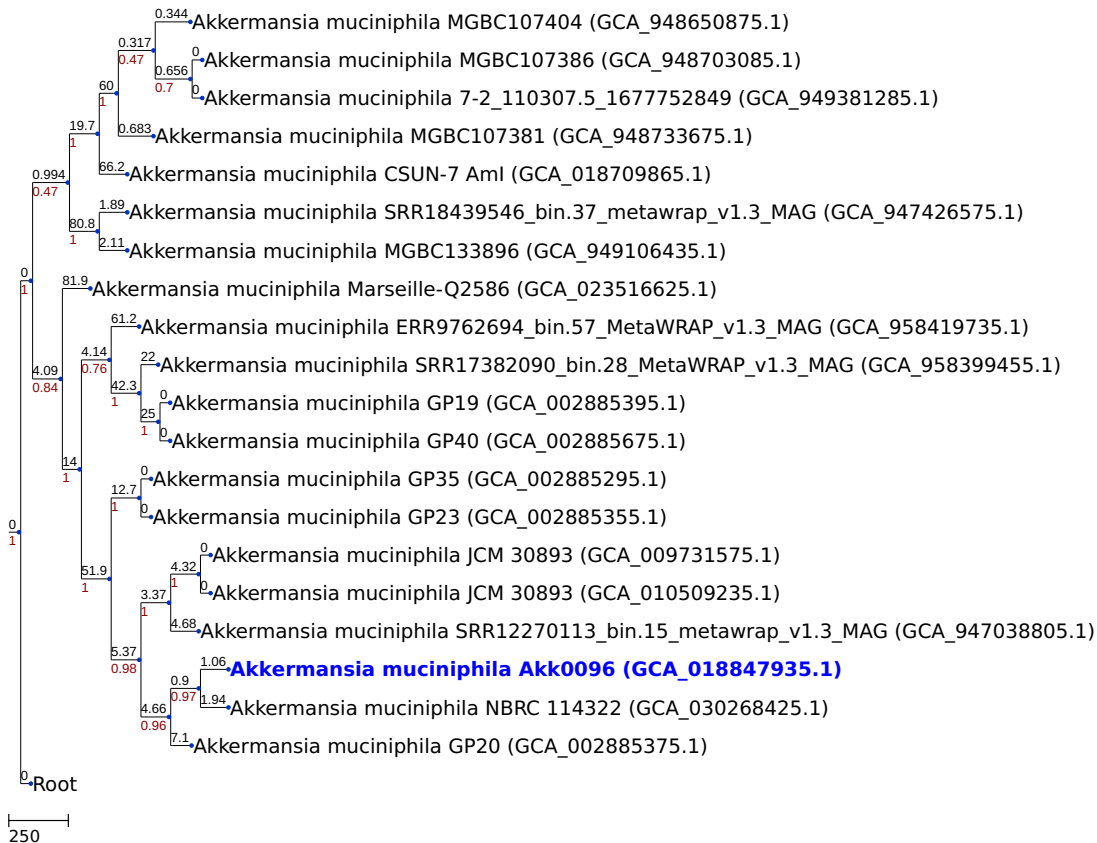 0.344
Akkermansia muciniphila MGBC107404 (GCA_948650875.1)
0.317
0.47
0
Akkermansia muciniphila MGBC107386 (GCA_948703085.1)
0.656
0.7
0
Akkermansia muciniphila 7-2_110307.5_1677752849 (GCA_949381285.1)
60
1
19.7
1
0.683
Akkermansia muciniphila MGBC107381 (GCA_948733675.1)
66.2
Akkermansia muciniphila CSUN-7 AmI (GCA_018709865.1)
0.994
0.47
1.89
Akkermansia muciniphila SRR18439546_bin.37_metawrap_v1.3_MAG (GCA_947426575.1)
80.8
1
2.11
Akkermansia muciniphila MGBC133896 (GCA_949106435.1)
0
1
81.9
Akkermansia muciniphila Marseille-Q2586 (GCA_023516625.1)
61.2
Akkermansia muciniphila ERR9762694_bin.57_MetaWRAP_v1.3_MAG (GCA_958419735.1)
4.14
0.76
22
Akkermansia muciniphila SRR17382090_bin.28_MetaWRAP_v1.3_MAG (GCA_958399455.1)
4.09
0.84
42.3
1
0
Akkermansia muciniphila GP19 (GCA_002885395.1)
25
1
0
Akkermansia muciniphila GP40 (GCA_002885675.1)
14
1
0
Akkermansia muciniphila GP35 (GCA_002885295.1)
12.7
1
0
Akkermansia muciniphila GP23 (GCA_002885355.1)
0
1
0
Akkermansia muciniphila JCM 30893 (GCA_009731575.1)
51.9
1
4.32
1
0
Akkermansia muciniphila JCM 30893 (GCA_010509235.1)
3.37
1
4.68
Akkermansia muciniphila SRR12270113_bin.15_metawrap_v1.3_MAG (GCA_947038805.1)
5.37
0.98
1.06
Akkermansia muciniphila Akk0096 (GCA_018847935.1)
0.9
0.97
1.94
Akkermansia muciniphila NBRC 114322 (GCA_030268425.1)
4.66
0.96
7.1
Akkermansia muciniphila GP20 (GCA_002885375.1)
0
Root
250